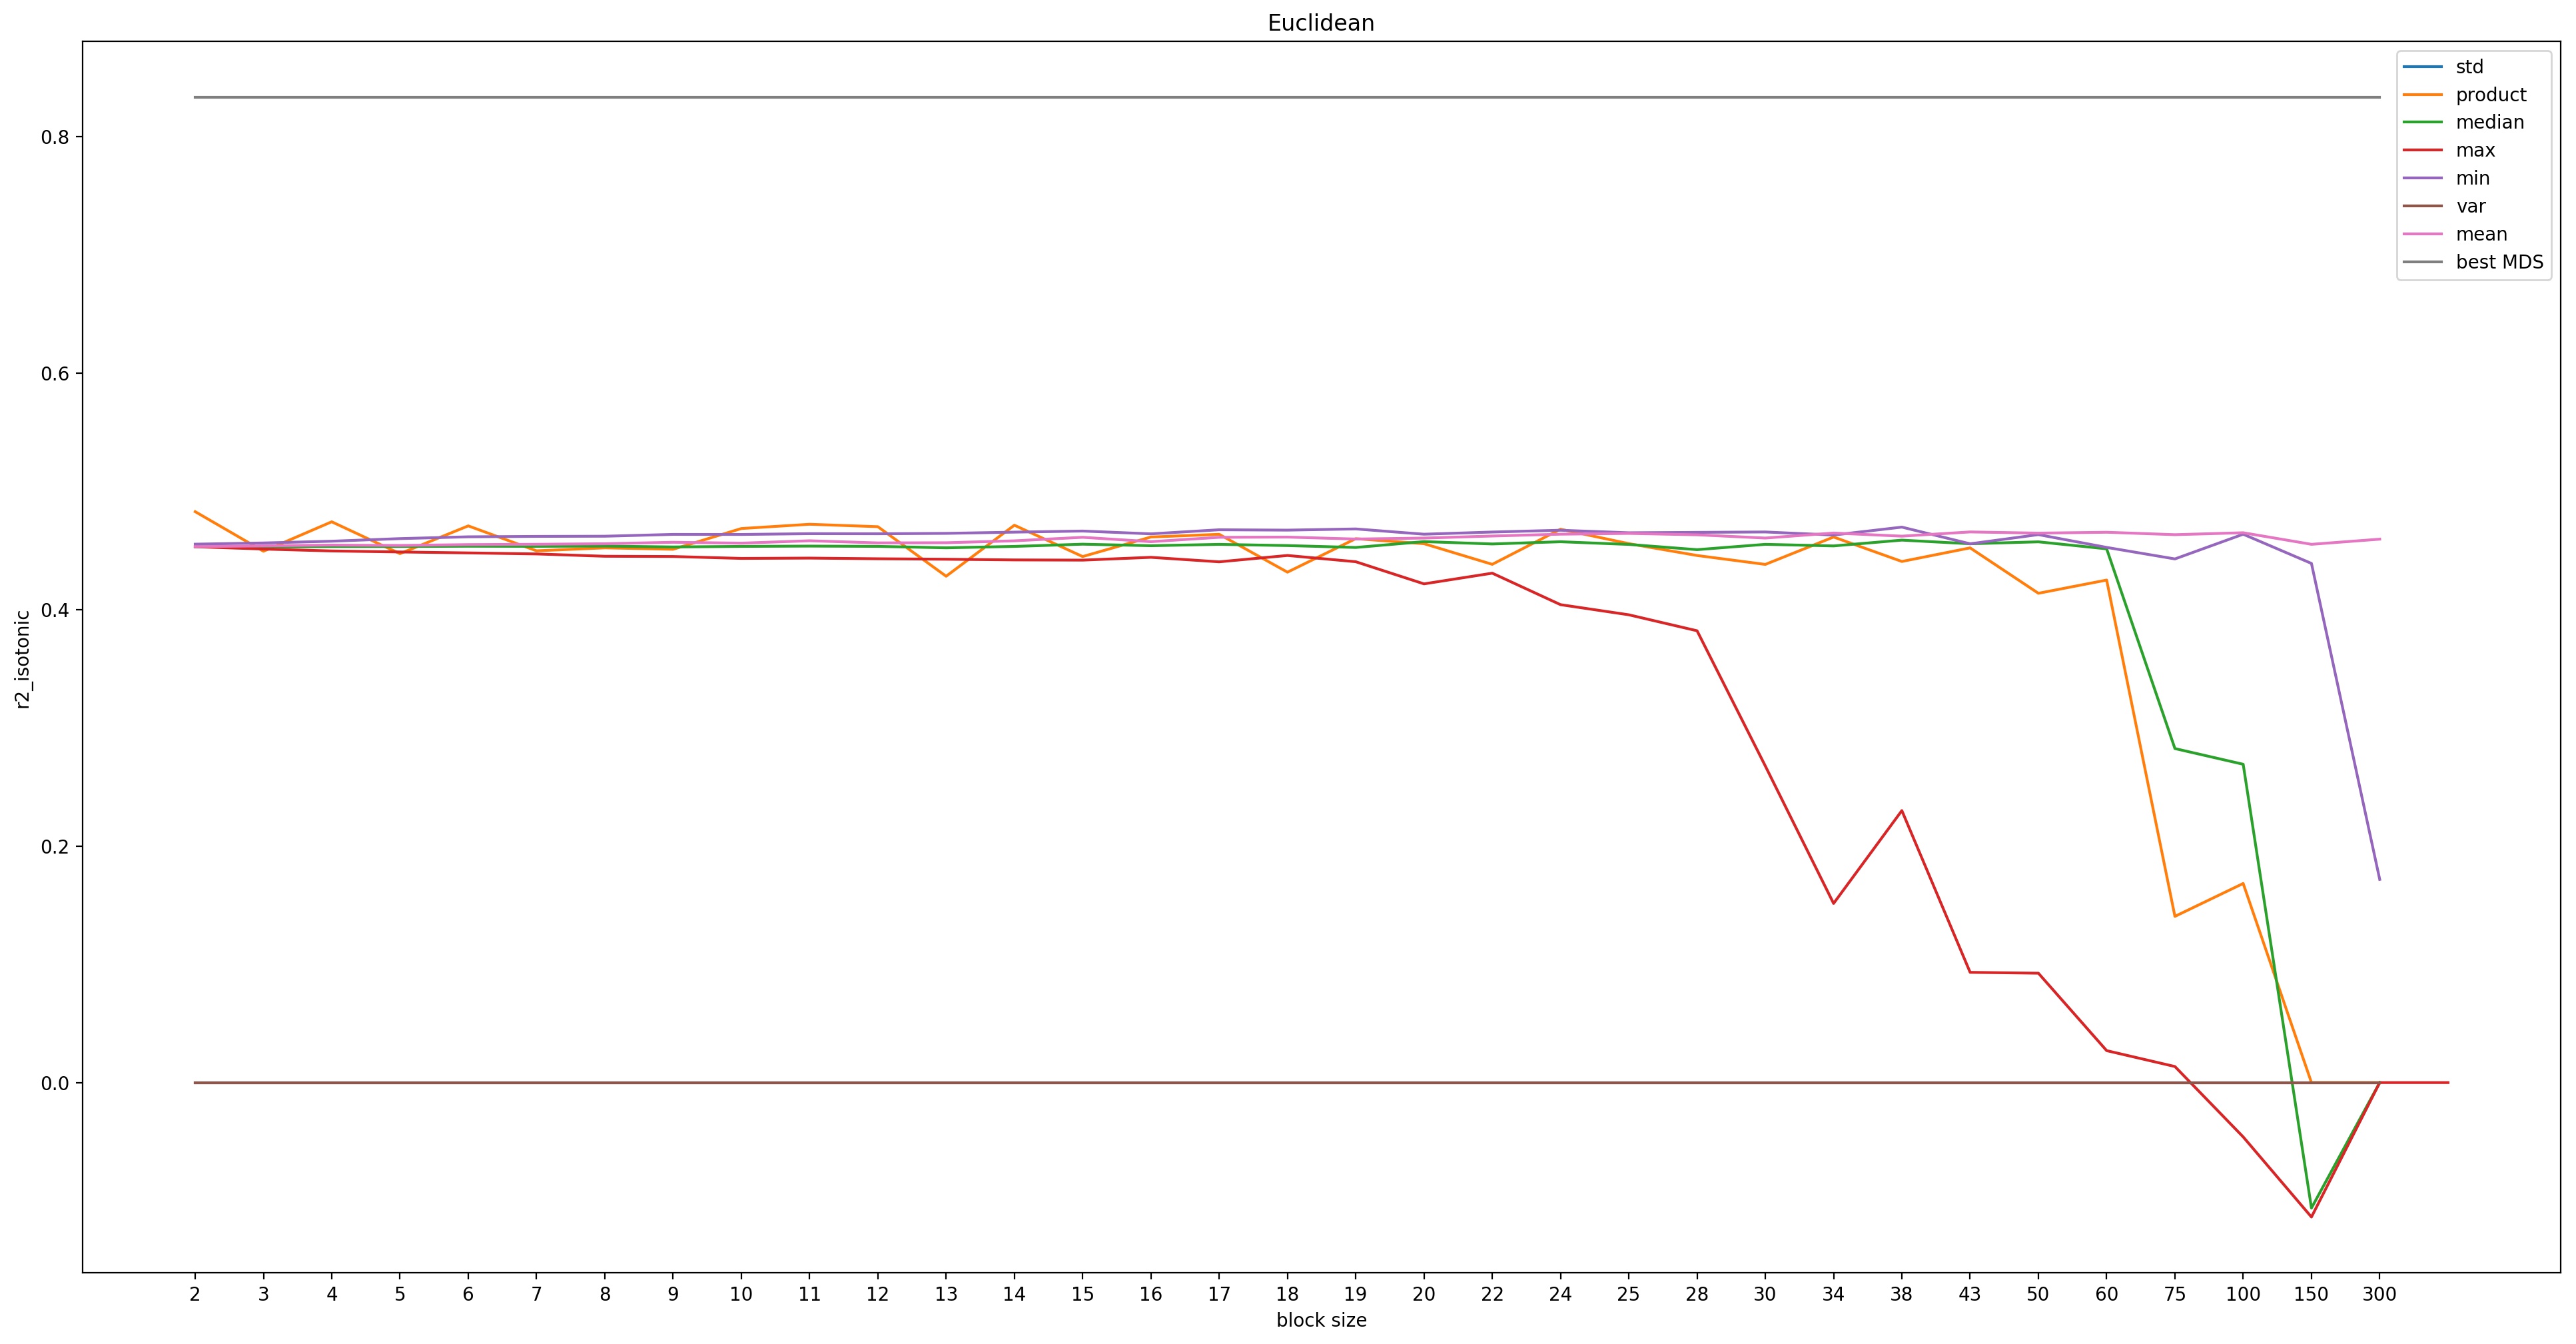 Euclidean
std
product
median
max
min
var
mean
best MDS
0.8
0.6
0.4
0.2
0.0
r2_isotonic
2 3 4 5 6 7 8 9 10 11 12 13 14 15 16 17 18 19 20 22 24 25 28 30 34 38 43 50 60 75 100 150 300
block size